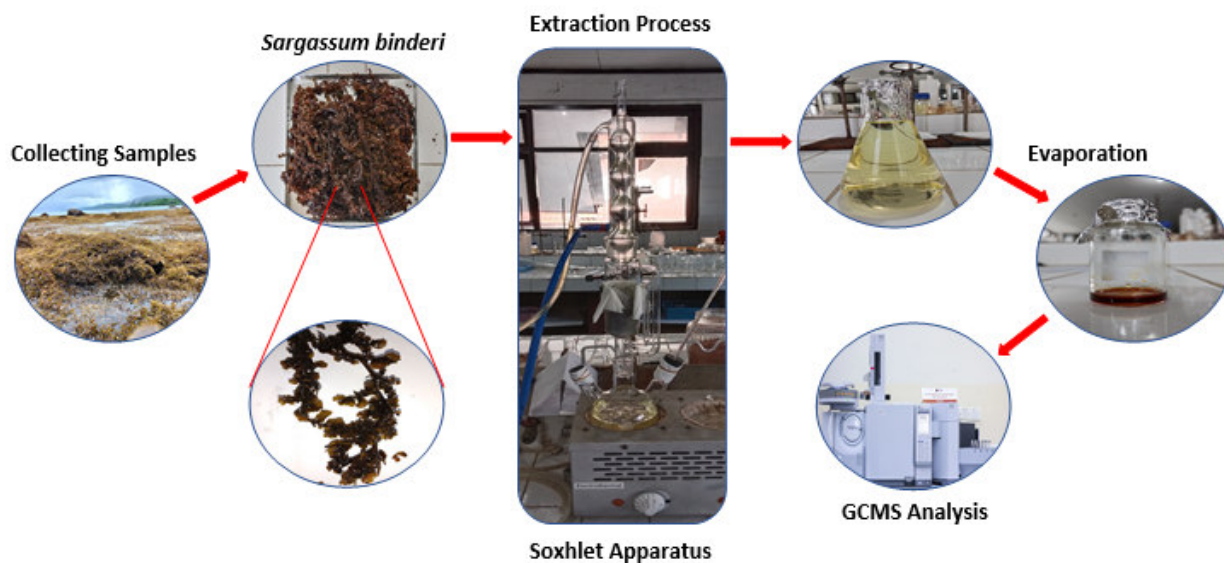 Extraction Process
Sargassum binderi
Collecting Samples
Evaporation
GCMS Analysis
Soxhlet Apparatus